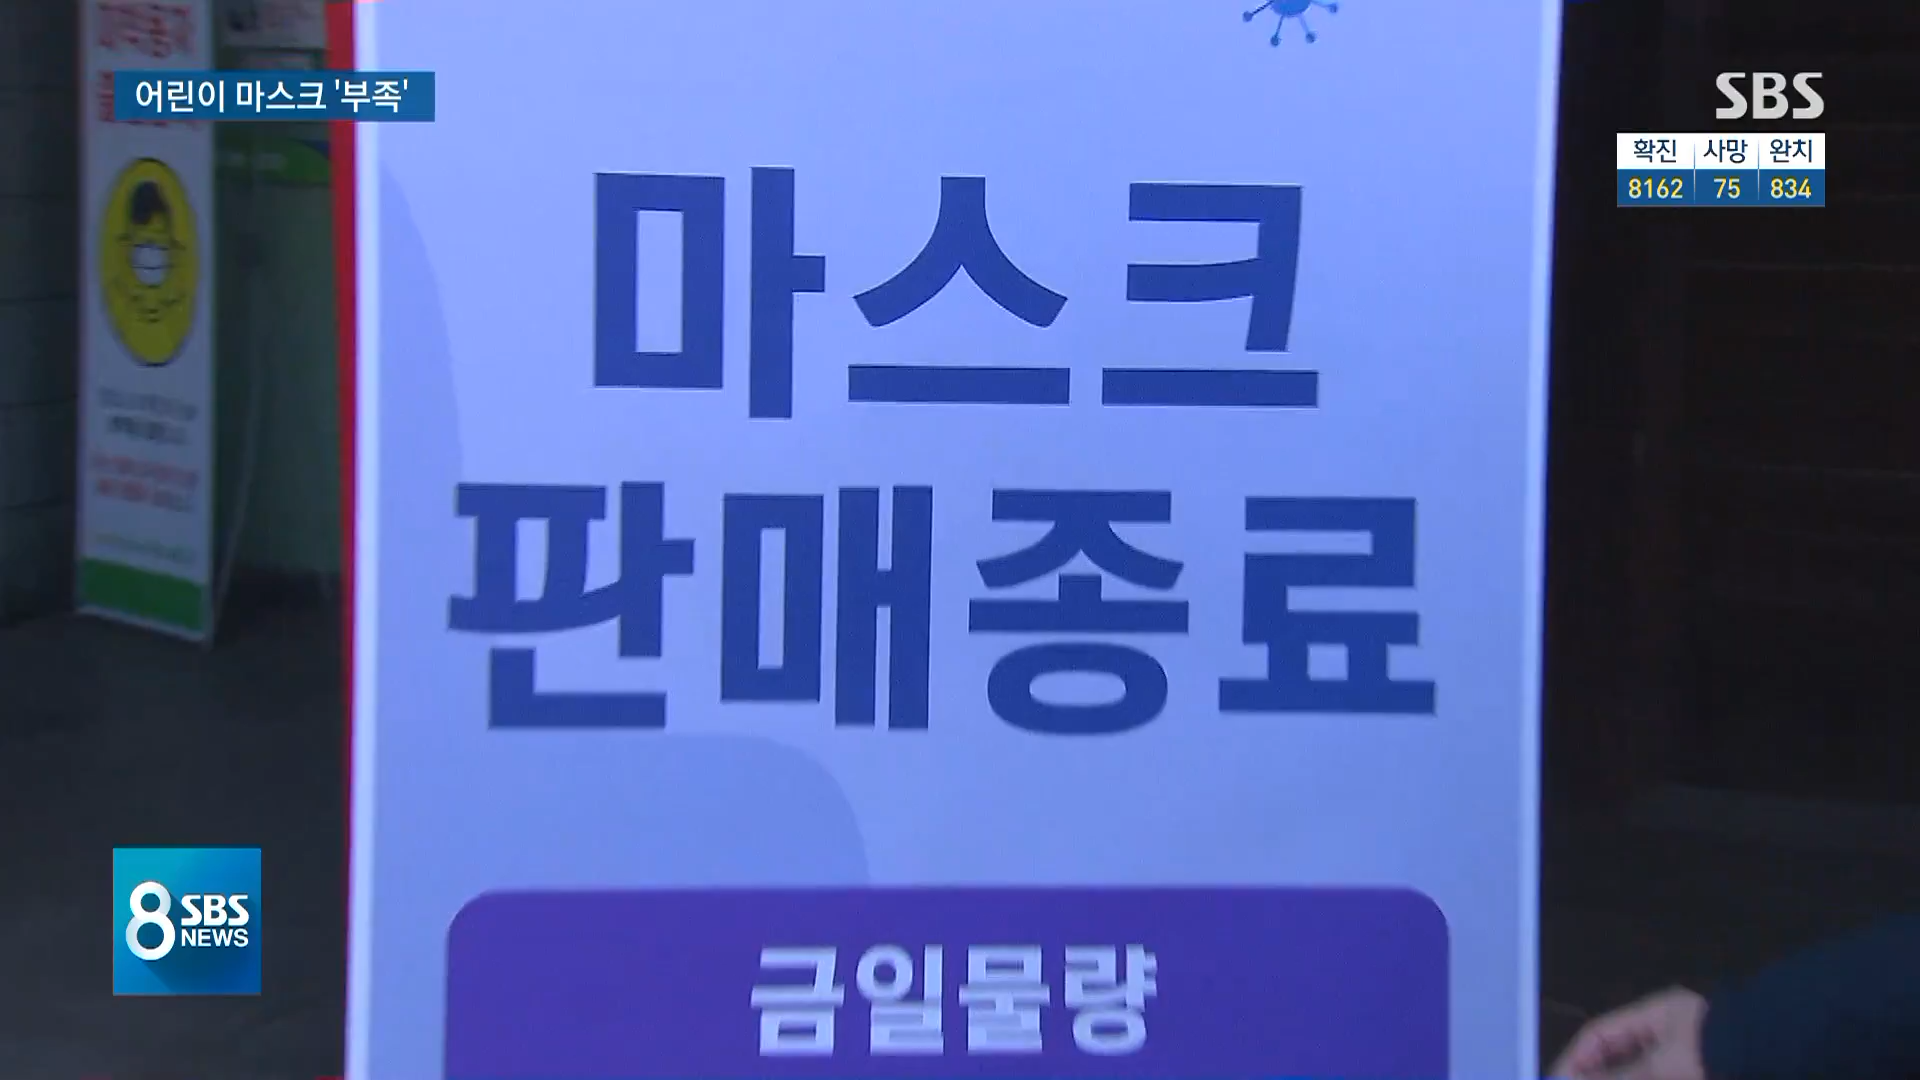 어린이 마스크 '부족'
SBS
확진 사망 완치
8162 75 834
마스크
판매종료
8 SBS
NEWS
금일물량